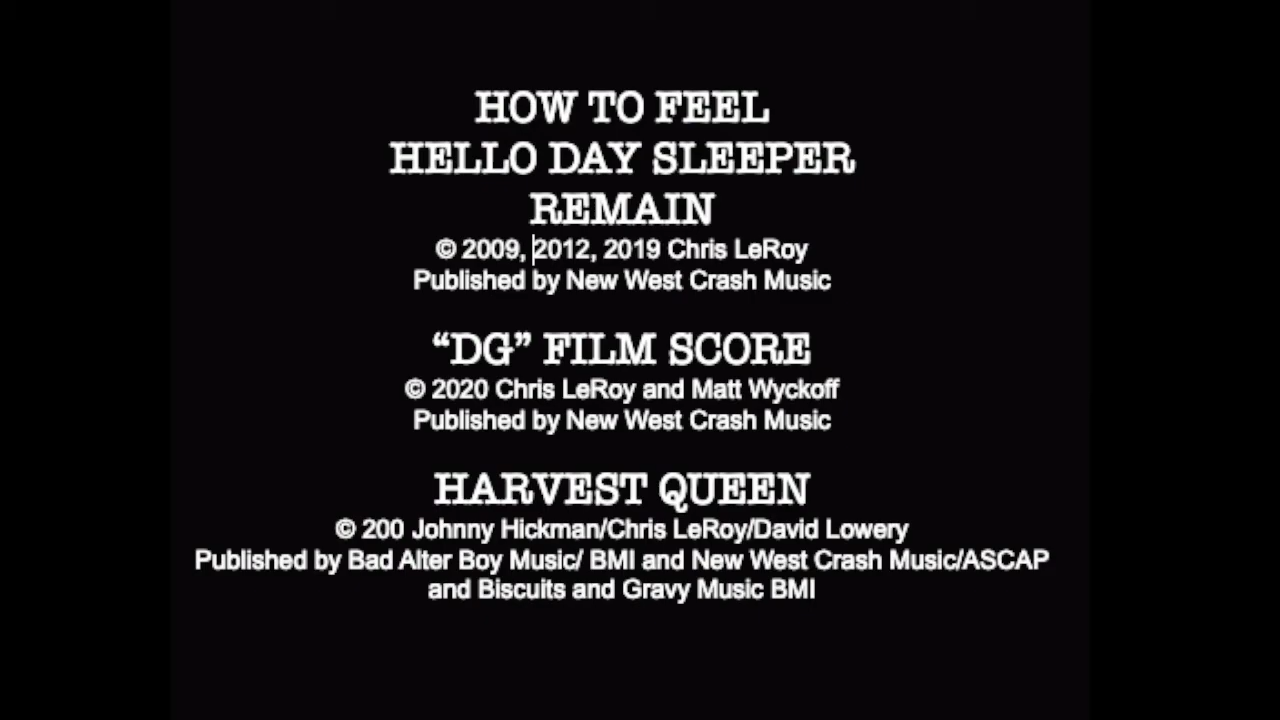 HOW TO FEEL
HELLO DAY SLEEPER
REMAIN
© 2009, 2012, 2019 Chris LeRoy
Published by New West Crash Music
“DG” FILM SCORE
© 2020 Chris LeRoy and Matt Wyckoff
Published by New West Crash Music
HARVEST QUEEN
© 200 Johnny Hickman/Chris LeRoy/David Lowery
Published by Bad Alter Boy Music/ BMI and New West Crash Music/ASCAP
and Biscuits and Gravy Music BMI